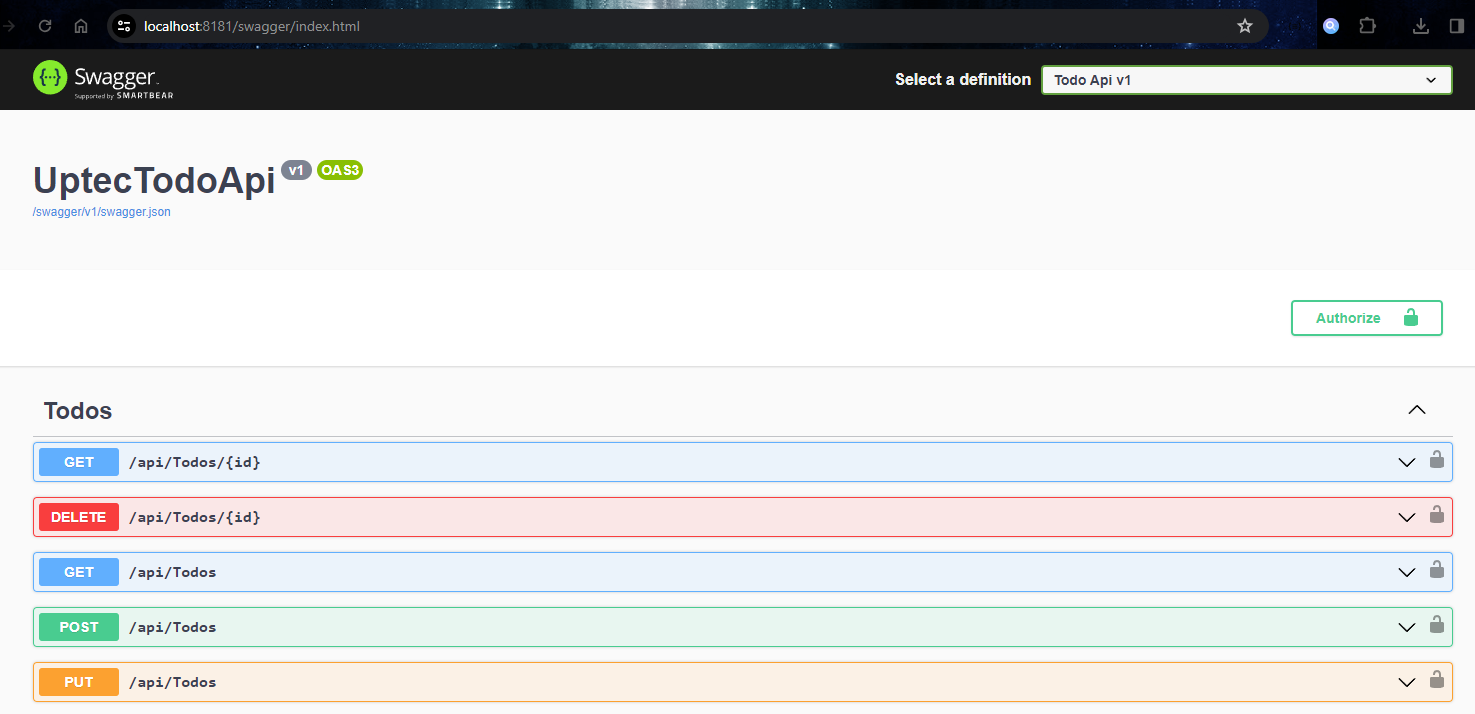 localhost:8181/swagger/index.html
Swagger.
Supported by SMARTBEAR
Select a definition
Todo Api v1
UptecTodoApi v1 OAS3
/swagger/v1/swagger.json
Authorize
Todos
GET /api/Todos/{id}
DELETE /api/Todos/{id}
GET /api/Todos
POST /api/Todos
PUT /api/Todos